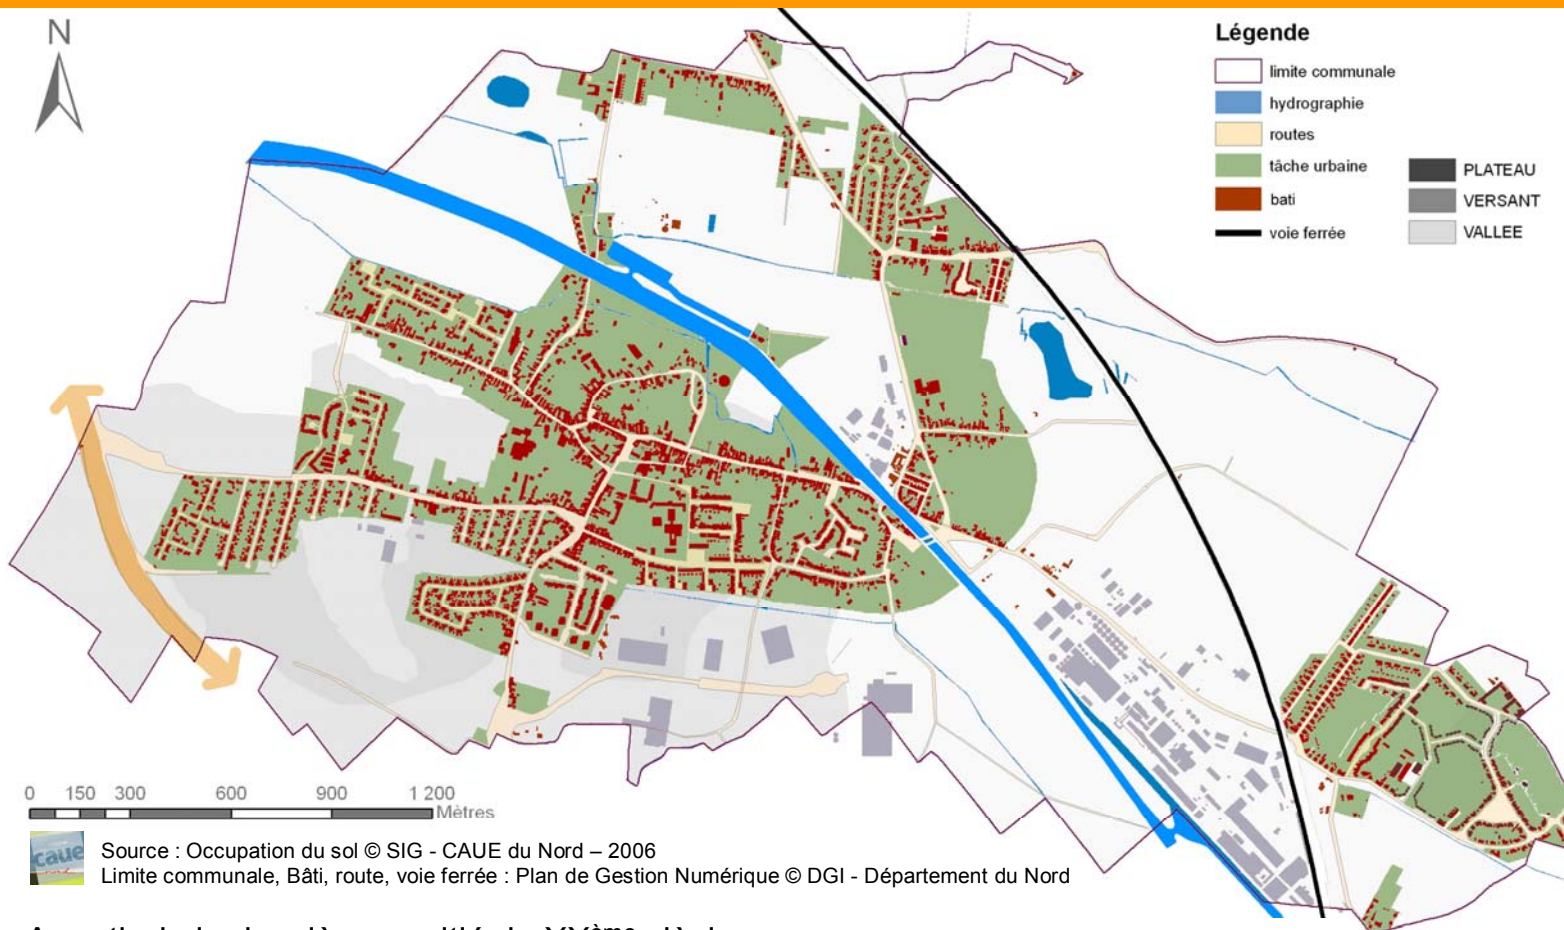 N
Légende
limite communale
hydrographie
routes
tâche urbaine
bati
voie ferrée
PLATEAU
VERSANT
VALLEE
0 150 300 600 900 1 200
Mètres
caue
Source : Occupation du sol © SIG - CAUE du Nord – 2006
Limite communale, Bâti, route, voie ferrée : Plan de Gestion Numérique © DGI - Département du Nord